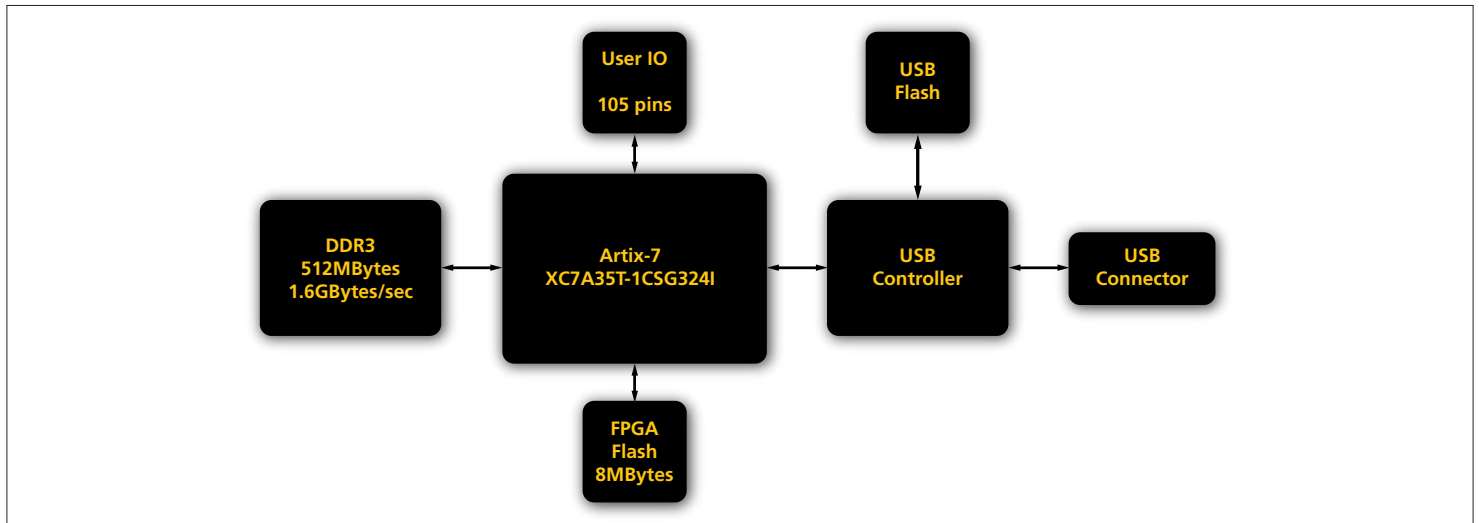 User IO
105 pins
USB
Flash
DDR3
512MBytes
1.6GBytes/sec
Artix-7
XC7A35T-1CSG324I
USB
Controller
USB
Connector
FPGA
Flash
8MBytes